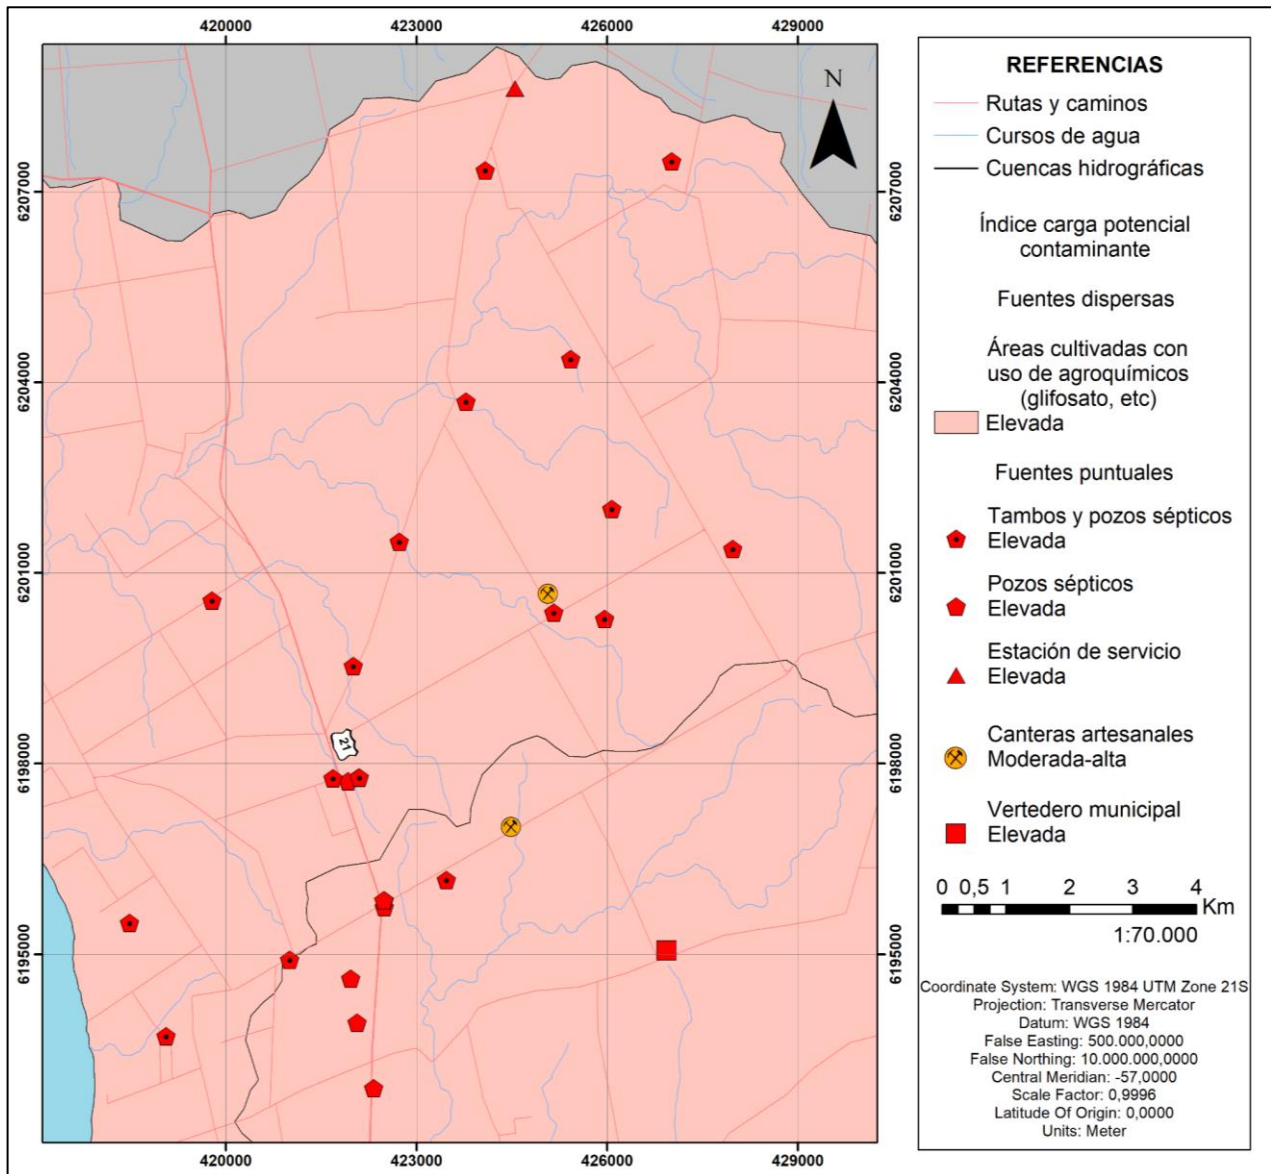 420000 423000 426000 429000
6207000
6204000
6201000
6198000
6195000
N
21
6207000
6204000
6201000
6198000
6195000
420000 423000 426000 429000
REFERENCIAS
Rutas y caminos
Cursos de agua
Cuencas hidrográficas
Índice carga potencial
contaminante
Fuentes dispersas
Áreas cultivadas con
uso de agroquímicos
(glifosato, etc)
Elevada
Fuentes puntuales
Tambos y pozos sépticos
Elevada
Pozos sépticos
Elevada
Estación de servicio
Elevada
Canteras artesanales
Moderada-alta
Vertedero municipal
Elevada
0 0,5 1 2 3 4
Km
1:70.000
Coordinate System: WGS 1984 UTM Zone 21S
Projection: Transverse Mercator
Datum: WGS 1984
False Easting: 500.000,0000
False Northing: 10.000.000,0000
Central Meridian: -57,0000
Scale Factor: 0,9996
Latitude Of Origin: 0,0000
Units: Meter